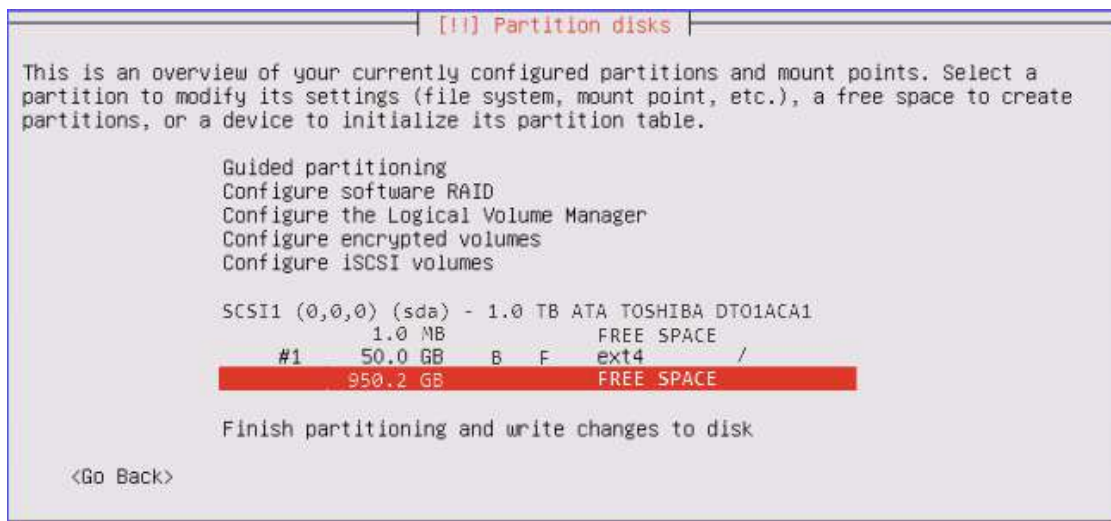 [!!] Partition disks
This is an overview of your currently configured partitions and mount points. Select a
partition to modify its settings (file system, mount point, etc.), a free space to create
partitions, or a device to initialize its partition table.
Guided partitioning
Configure software RAID
Configure the Logical Volume Manager
Configure encrypted volumes
Configure iSCSI volumes
SCSI1 (0,0,0) (sda) - 1.0 TB ATA TOSHIBA DT01ACA1
1.0 MB FREE SPACE
#1 50.0 GB B F ext4 /
950.2 GB FREE SPACE
Finish partitioning and write changes to disk
<Go Back>